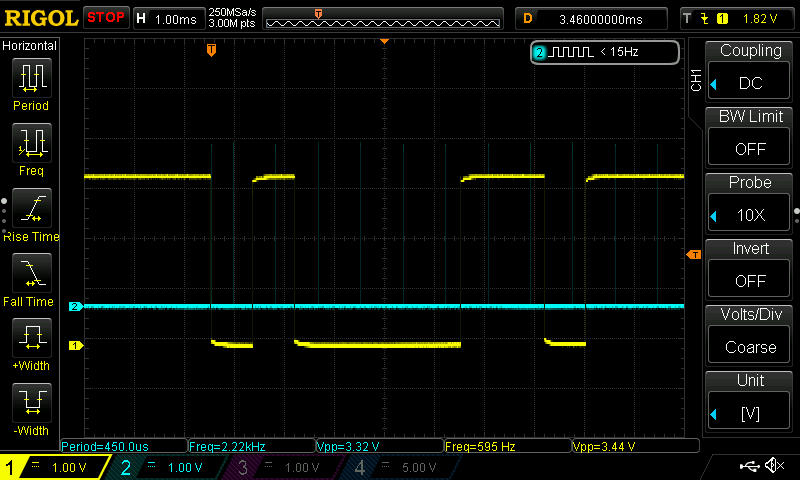 RIGOL STOP H 1.00ms 250MSa/s 3.00M pts T D 3.46000000ms T 1 1.82 V
Horizontal
Period
Freq
Rise Time
Fall Time
+Width
-Width
T
2 < 15Hz
T
2
1
CH1
Coupling
DC
BW Limit
OFF
Probe
10X
Invert
OFF
Volts/Div
Coarse
Unit
[V]
Period=450.0us Freq=2.22kHz Vpp=3.32 V Freq=595 Hz Vpp=3.44 V
1 1.00 V 2 1.00 V 3 1.00 V 4 5.00 V